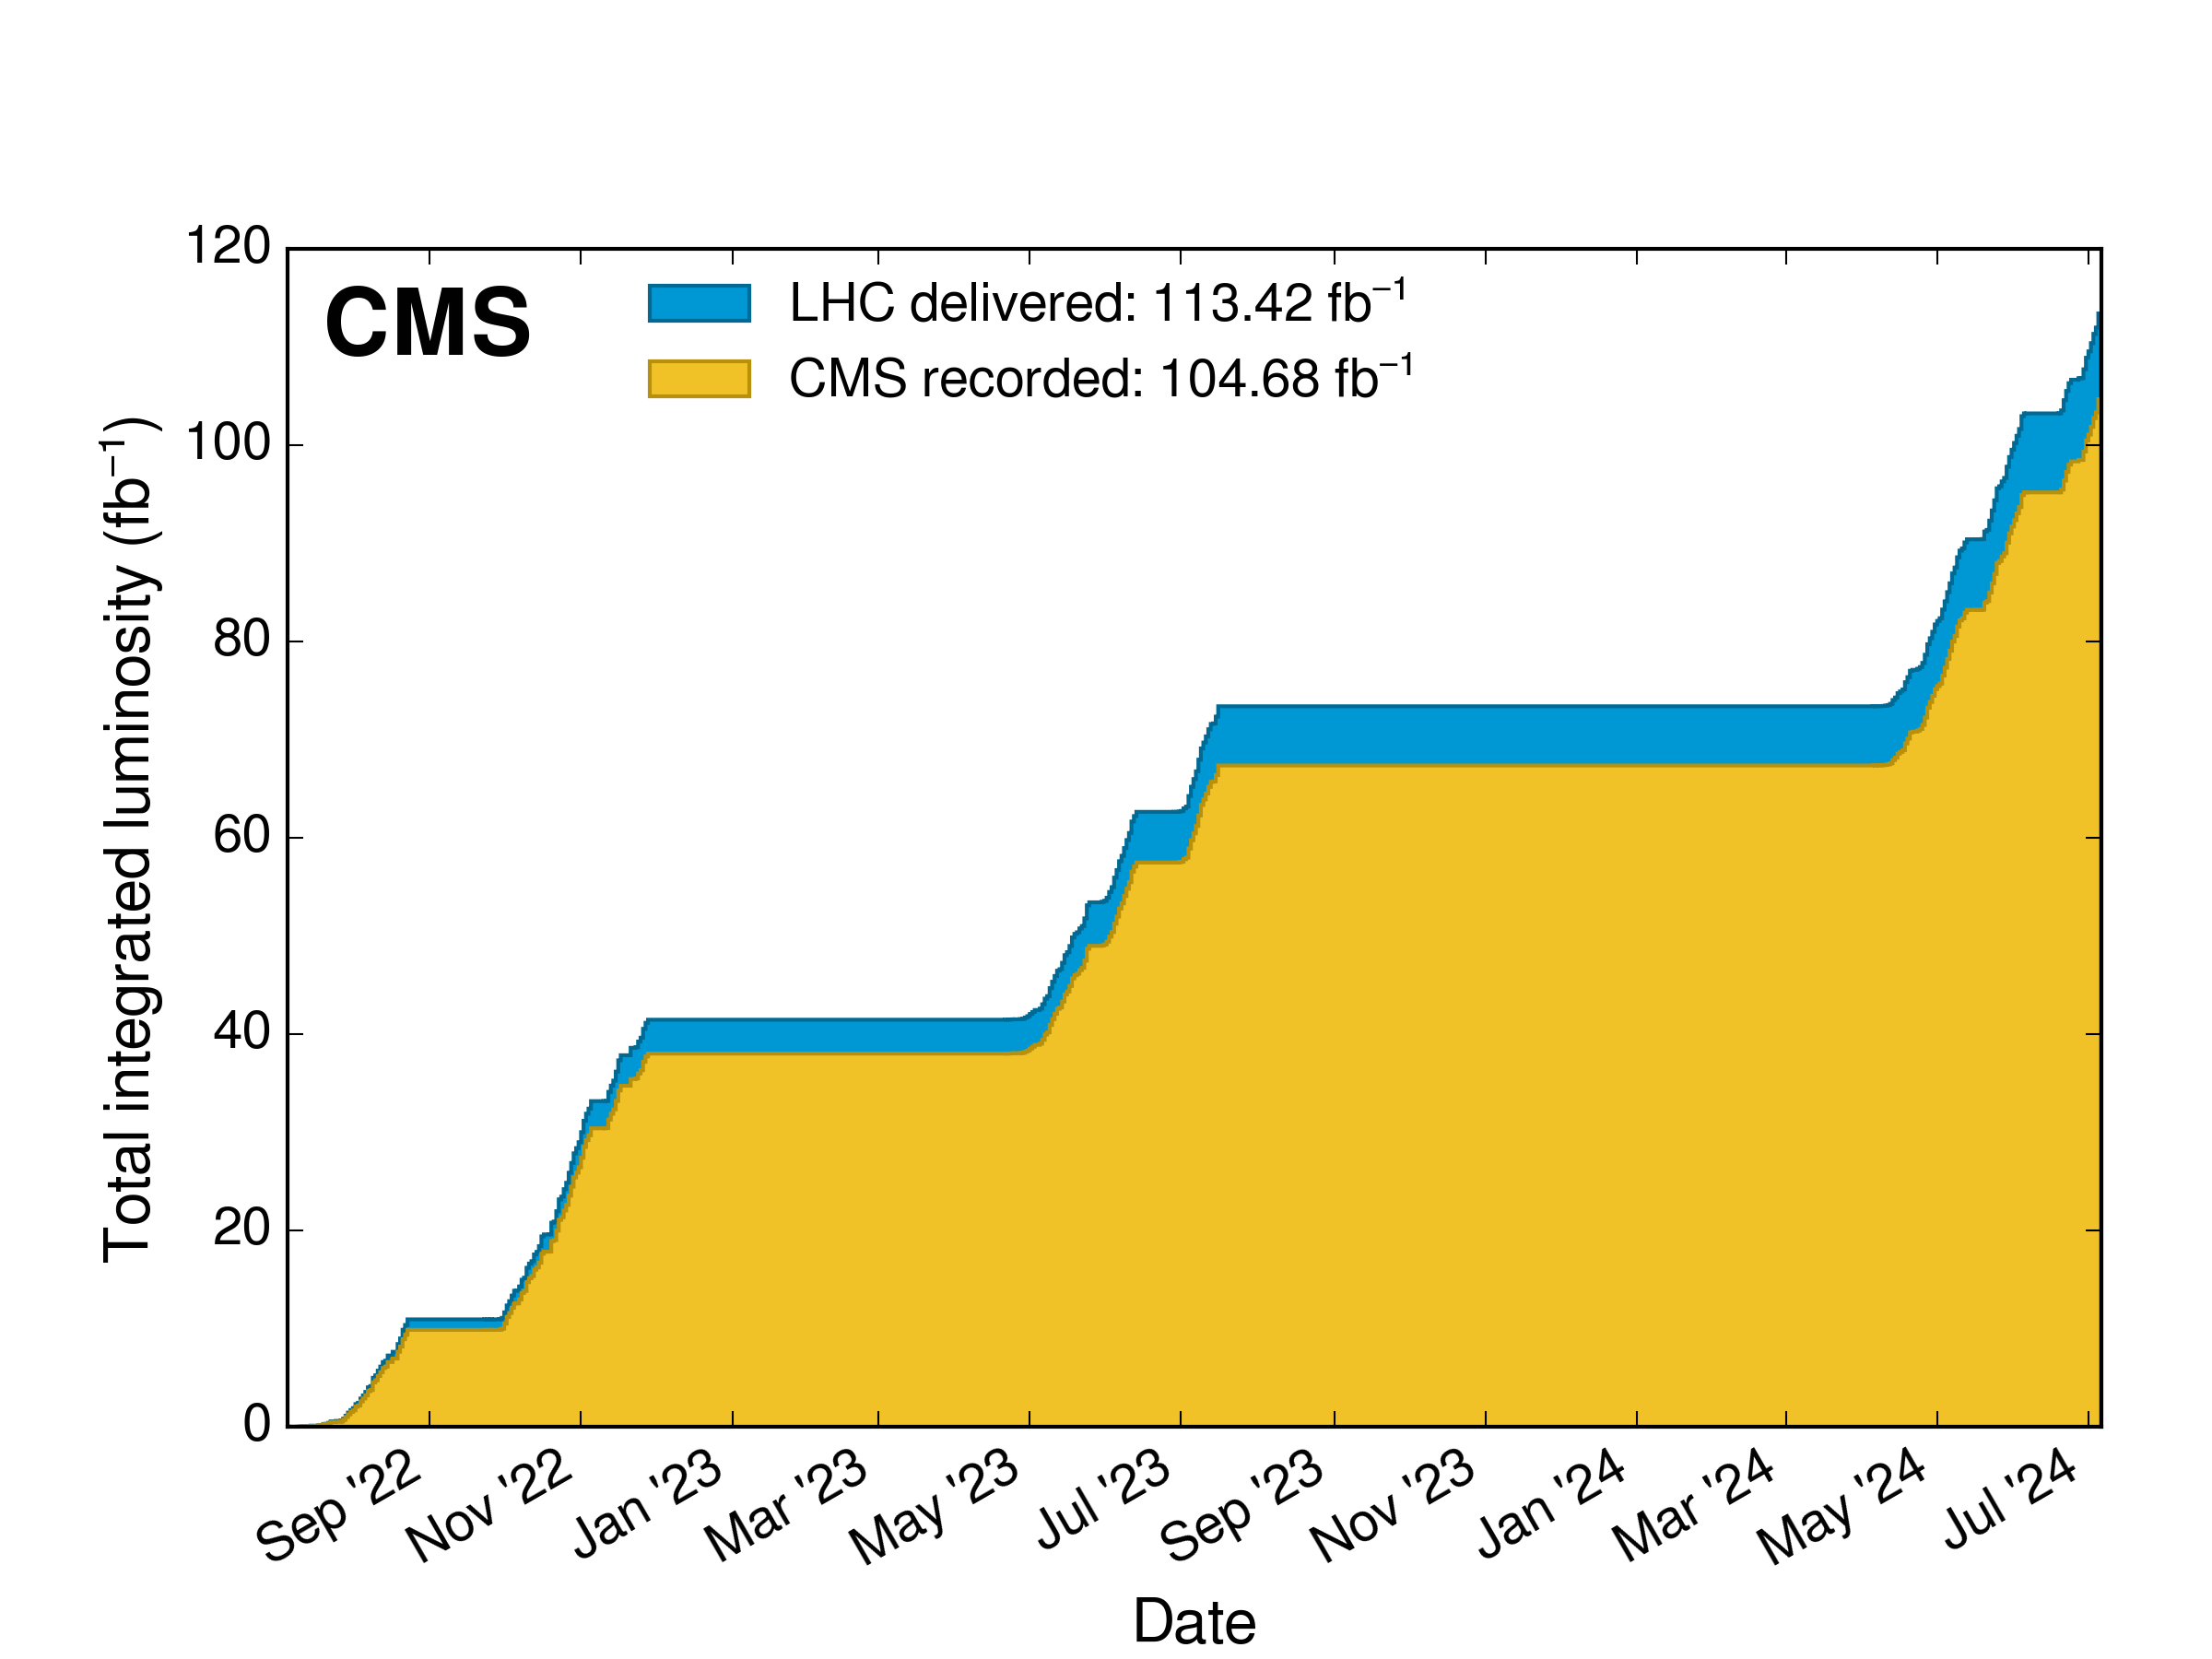 CMS
LHC delivered: 113.42 fb⁻¹
CMS recorded: 104.68 fb⁻¹
Total integrated luminosity (fb⁻¹)
120
100
80
60
40
20
0
Sep '22
Nov '22
Jan '23
Mar '23
May '23
Jul '23
Sep '23
Nov '23
Jan '24
Mar '24
May '24
Jul '24
Date